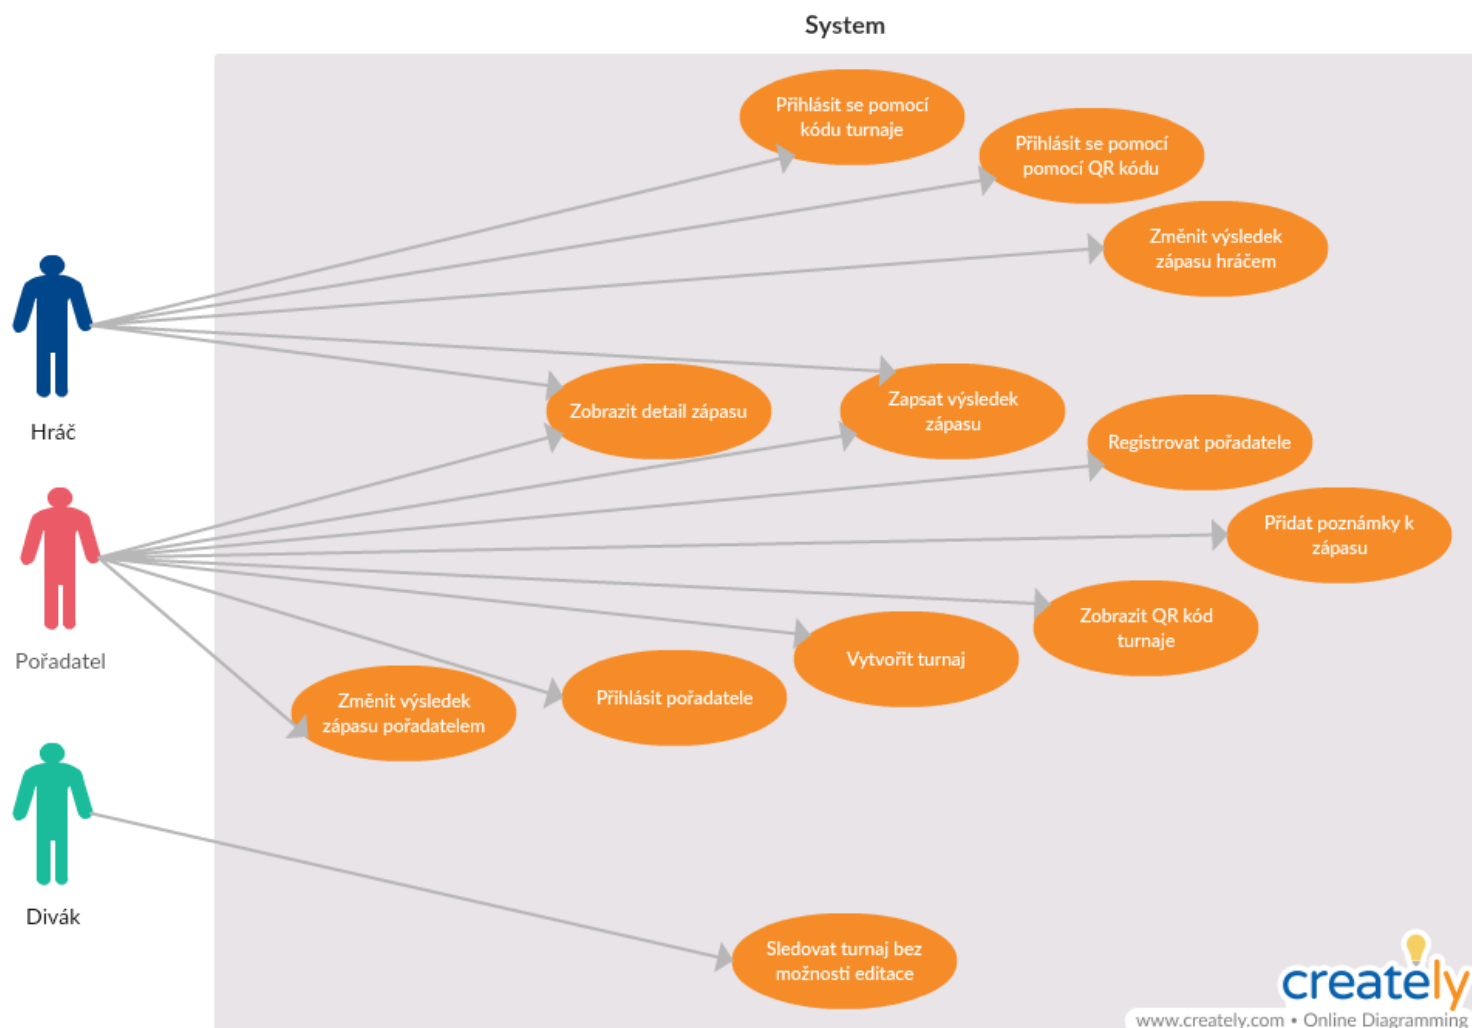 System
Přihlásit se pomocí
kódu turnaje
Přihlásit se pomocí
pomocí QR kódu
Změnit výsledek
zápasu hráčem
Hráč
Zobrazit detail zápasu
Zapsat výsledek
zápasu
Registrovat pořadatele
Přidat poznámky k
zápasu
Pořadatel
Zobrazit QR kód
turnaje
Vytvořit turnaj
Přihlásit pořadatele
Změnit výsledek
zápasu pořadatelem
Divák
Sledovat turnaj bez
možnosti editace
creately
www.creately.com • Online Diagramming